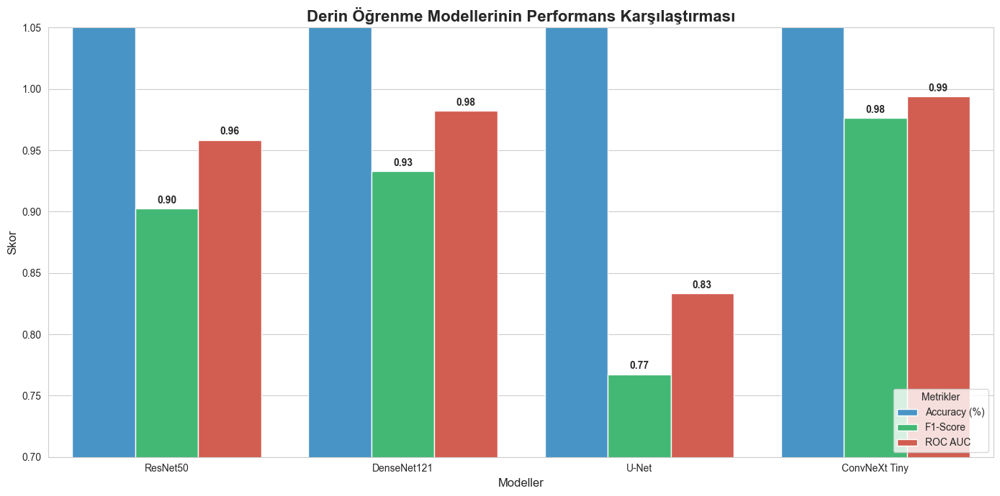 Derin Öğrenme Modellerinin Performans Karşılaştırması
1.05
1.00
0.95
0.90
0.85
0.80
0.75
0.70
Skor
0.90
0.96
0.93
0.98
0.77
0.83
0.98
0.99
Metrikler
Accuracy (%)
F1-Score
ROC AUC
ResNet50
DenseNet121
U-Net
ConvNeXt Tiny
Modeller